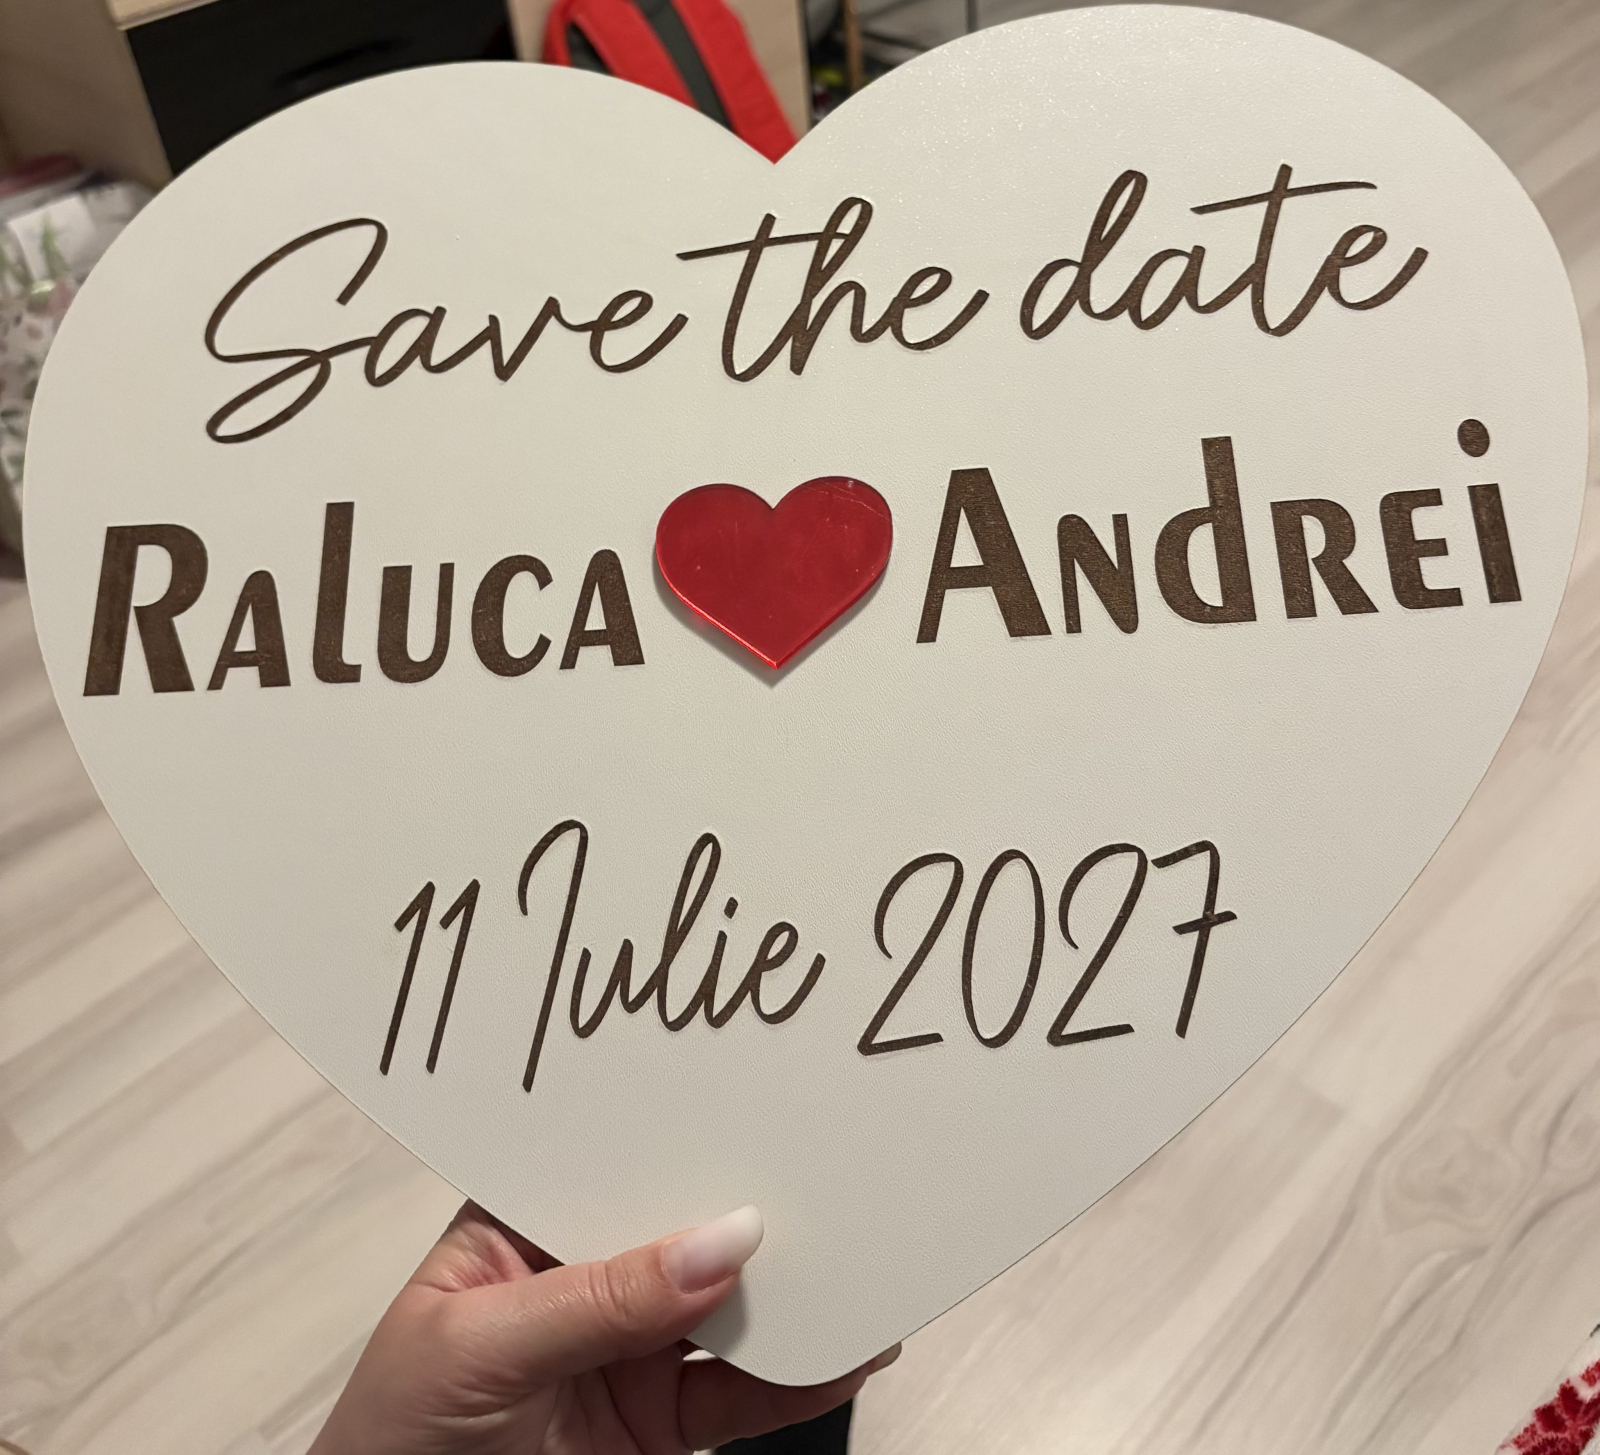 Save the date
Raluca Andrei
11 Iulie 2027